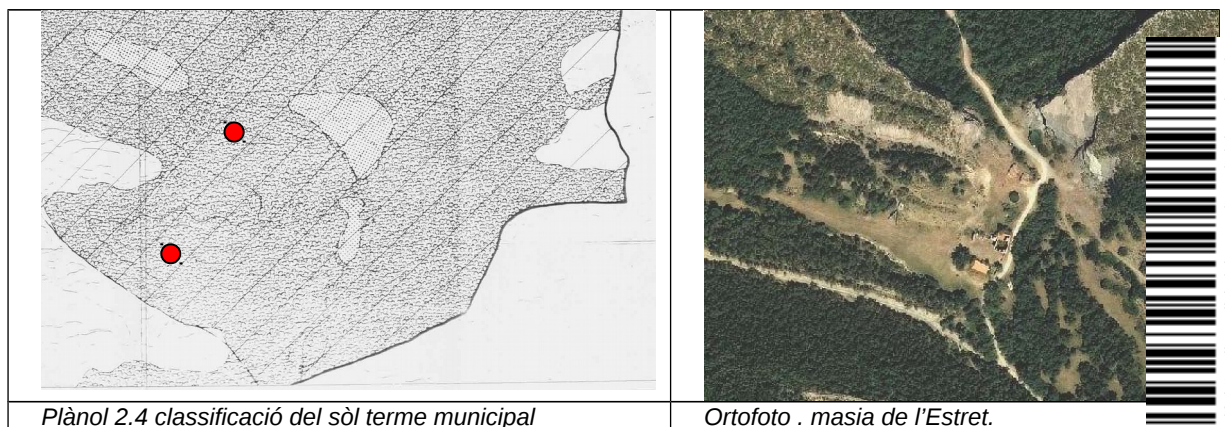 Plànol 2.4 classificació del sòl terme municipal
Ortofoto . masia de l’Estret.